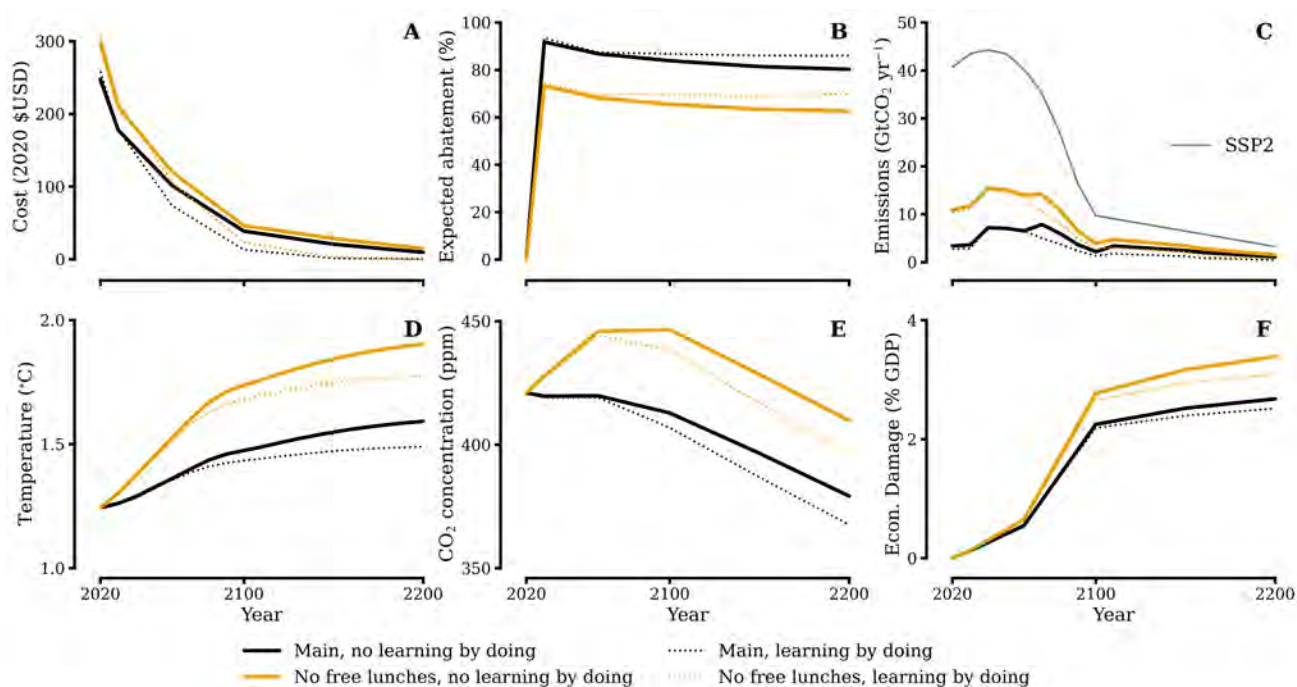 A
Cost (2020 $USD)
300
200
100
0
B
Expected abatement (%)
100
80
60
40
20
0
C
Emissions (GtCO₂ yr⁻¹)
50
40
30
20
10
0
SSP2
D
Temperature (°C)
2.0
1.5
1.0
2020 2100 2200
Year
E
CO₂ concentration (ppm)
450
400
350
2020 2100 2200
Year
F
Econ. Damage (% GDP)
4
2
0
2020 2100 2200
Year
Main, no learning by doing
Main, learning by doing
No free lunches, no learning by doing
No free lunches, learning by doing